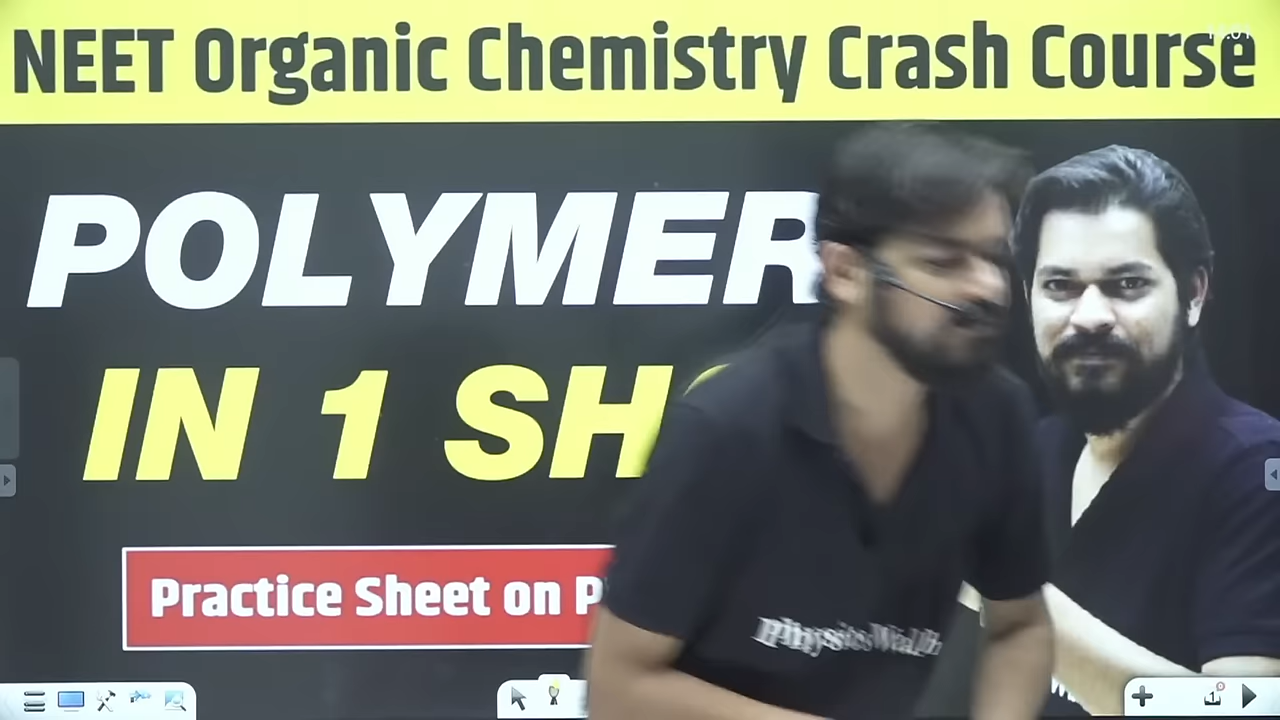 NEET Organic Chemistry Crash Course
POLYMER
IN 1 SH
Practice Sheet on P
PhysicsWallah